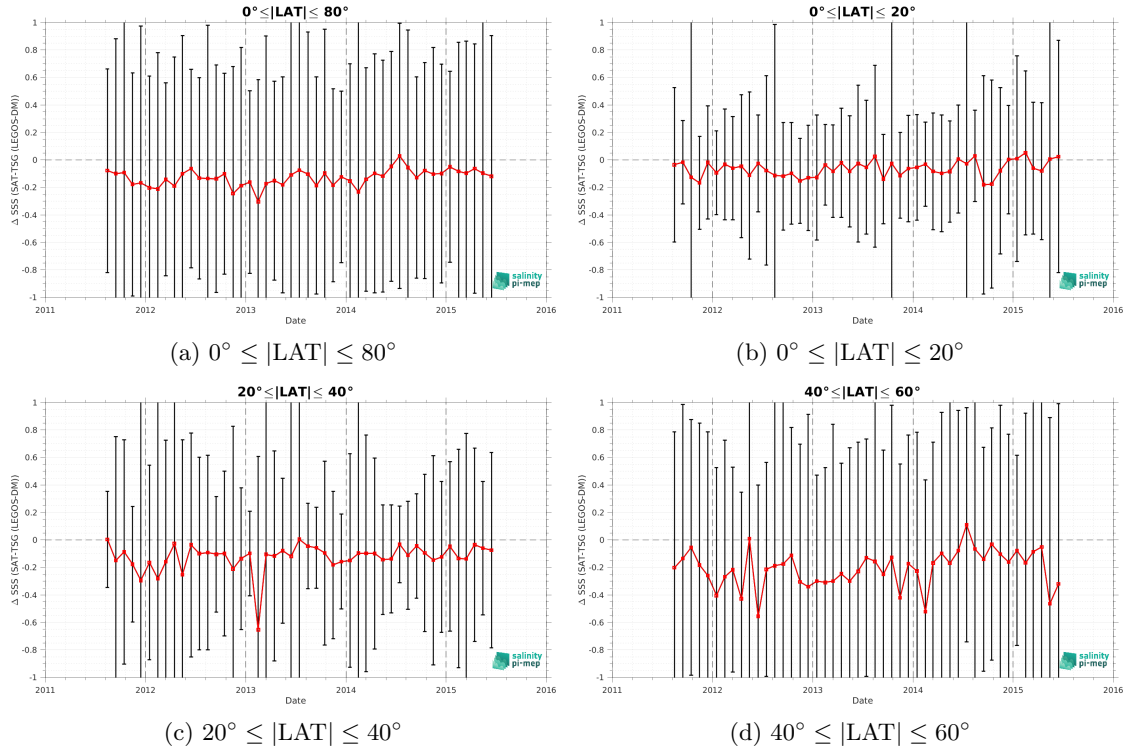 0°≤|LAT|≤ 80°
Δ SSS (SAT-TSG (LEGOS-DM))
1
0.8
0.6
0.4
0.2
0
-0.2
-0.4
-0.6
-0.8
-1
salinity
pi-mep
2011 2012 2013 2014 2015 2016
Date
(a) 0° ≤ |LAT| ≤ 80°
0°≤|LAT|≤ 20°
Δ SSS (SAT-TSG (LEGOS-DM))
1
0.8
0.6
0.4
0.2
0
-0.2
-0.4
-0.6
-0.8
-1
salinity
pi-mep
2011 2012 2013 2014 2015 2016
Date
(b) 0° ≤ |LAT| ≤ 20°
20°≤|LAT|≤ 40°
Δ SSS (SAT-TSG (LEGOS-DM))
1
0.8
0.6
0.4
0.2
0
-0.2
-0.4
-0.6
-0.8
-1
salinity
pi-mep
2011 2012 2013 2014 2015 2016
Date
(c) 20° ≤ |LAT| ≤ 40°
40°≤|LAT|≤ 60°
Δ SSS (SAT-TSG (LEGOS-DM))
1
0.8
0.6
0.4
0.2
0
-0.2
-0.4
-0.6
-0.8
-1
salinity
pi-mep
2011 2012 2013 2014 2015 2016
Date
(d) 40° ≤ |LAT| ≤ 60°